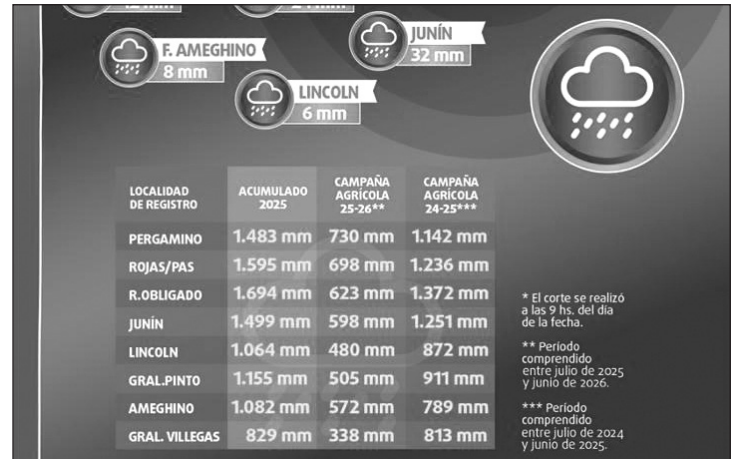 JUNÍN
32 mm
F. AMEGHINO
8 mm
LINCOLN
6 mm
LOCALIDAD DE REGISTRO ACUMULADO 2025 CAMPAÑA AGRÍCOLA 25-26** CAMPAÑA AGRÍCOLA 24-25***
PERGAMINO 1.483 mm 730 mm 1.142 mm
ROJAS/PAS 1.595 mm 698 mm 1.236 mm
R.OBLIGADO 1.694 mm 623 mm 1.372 mm
JUNÍN 1.499 mm 598 mm 1.251 mm
LINCOLN 1.064 mm 480 mm 872 mm
GRAL.PINTO 1.155 mm 505 mm 911 mm
AMEGHINO 1.082 mm 572 mm 789 mm
GRAL. VILLEGAS 829 mm 338 mm 813 mm
* El corte se realizó
a las 9 hs. del día
de la fecha.
** Período
comprendido
entre julio de 2025
y junio de 2026.
*** Período
comprendido
entre julio de 2024
y junio de 2025.